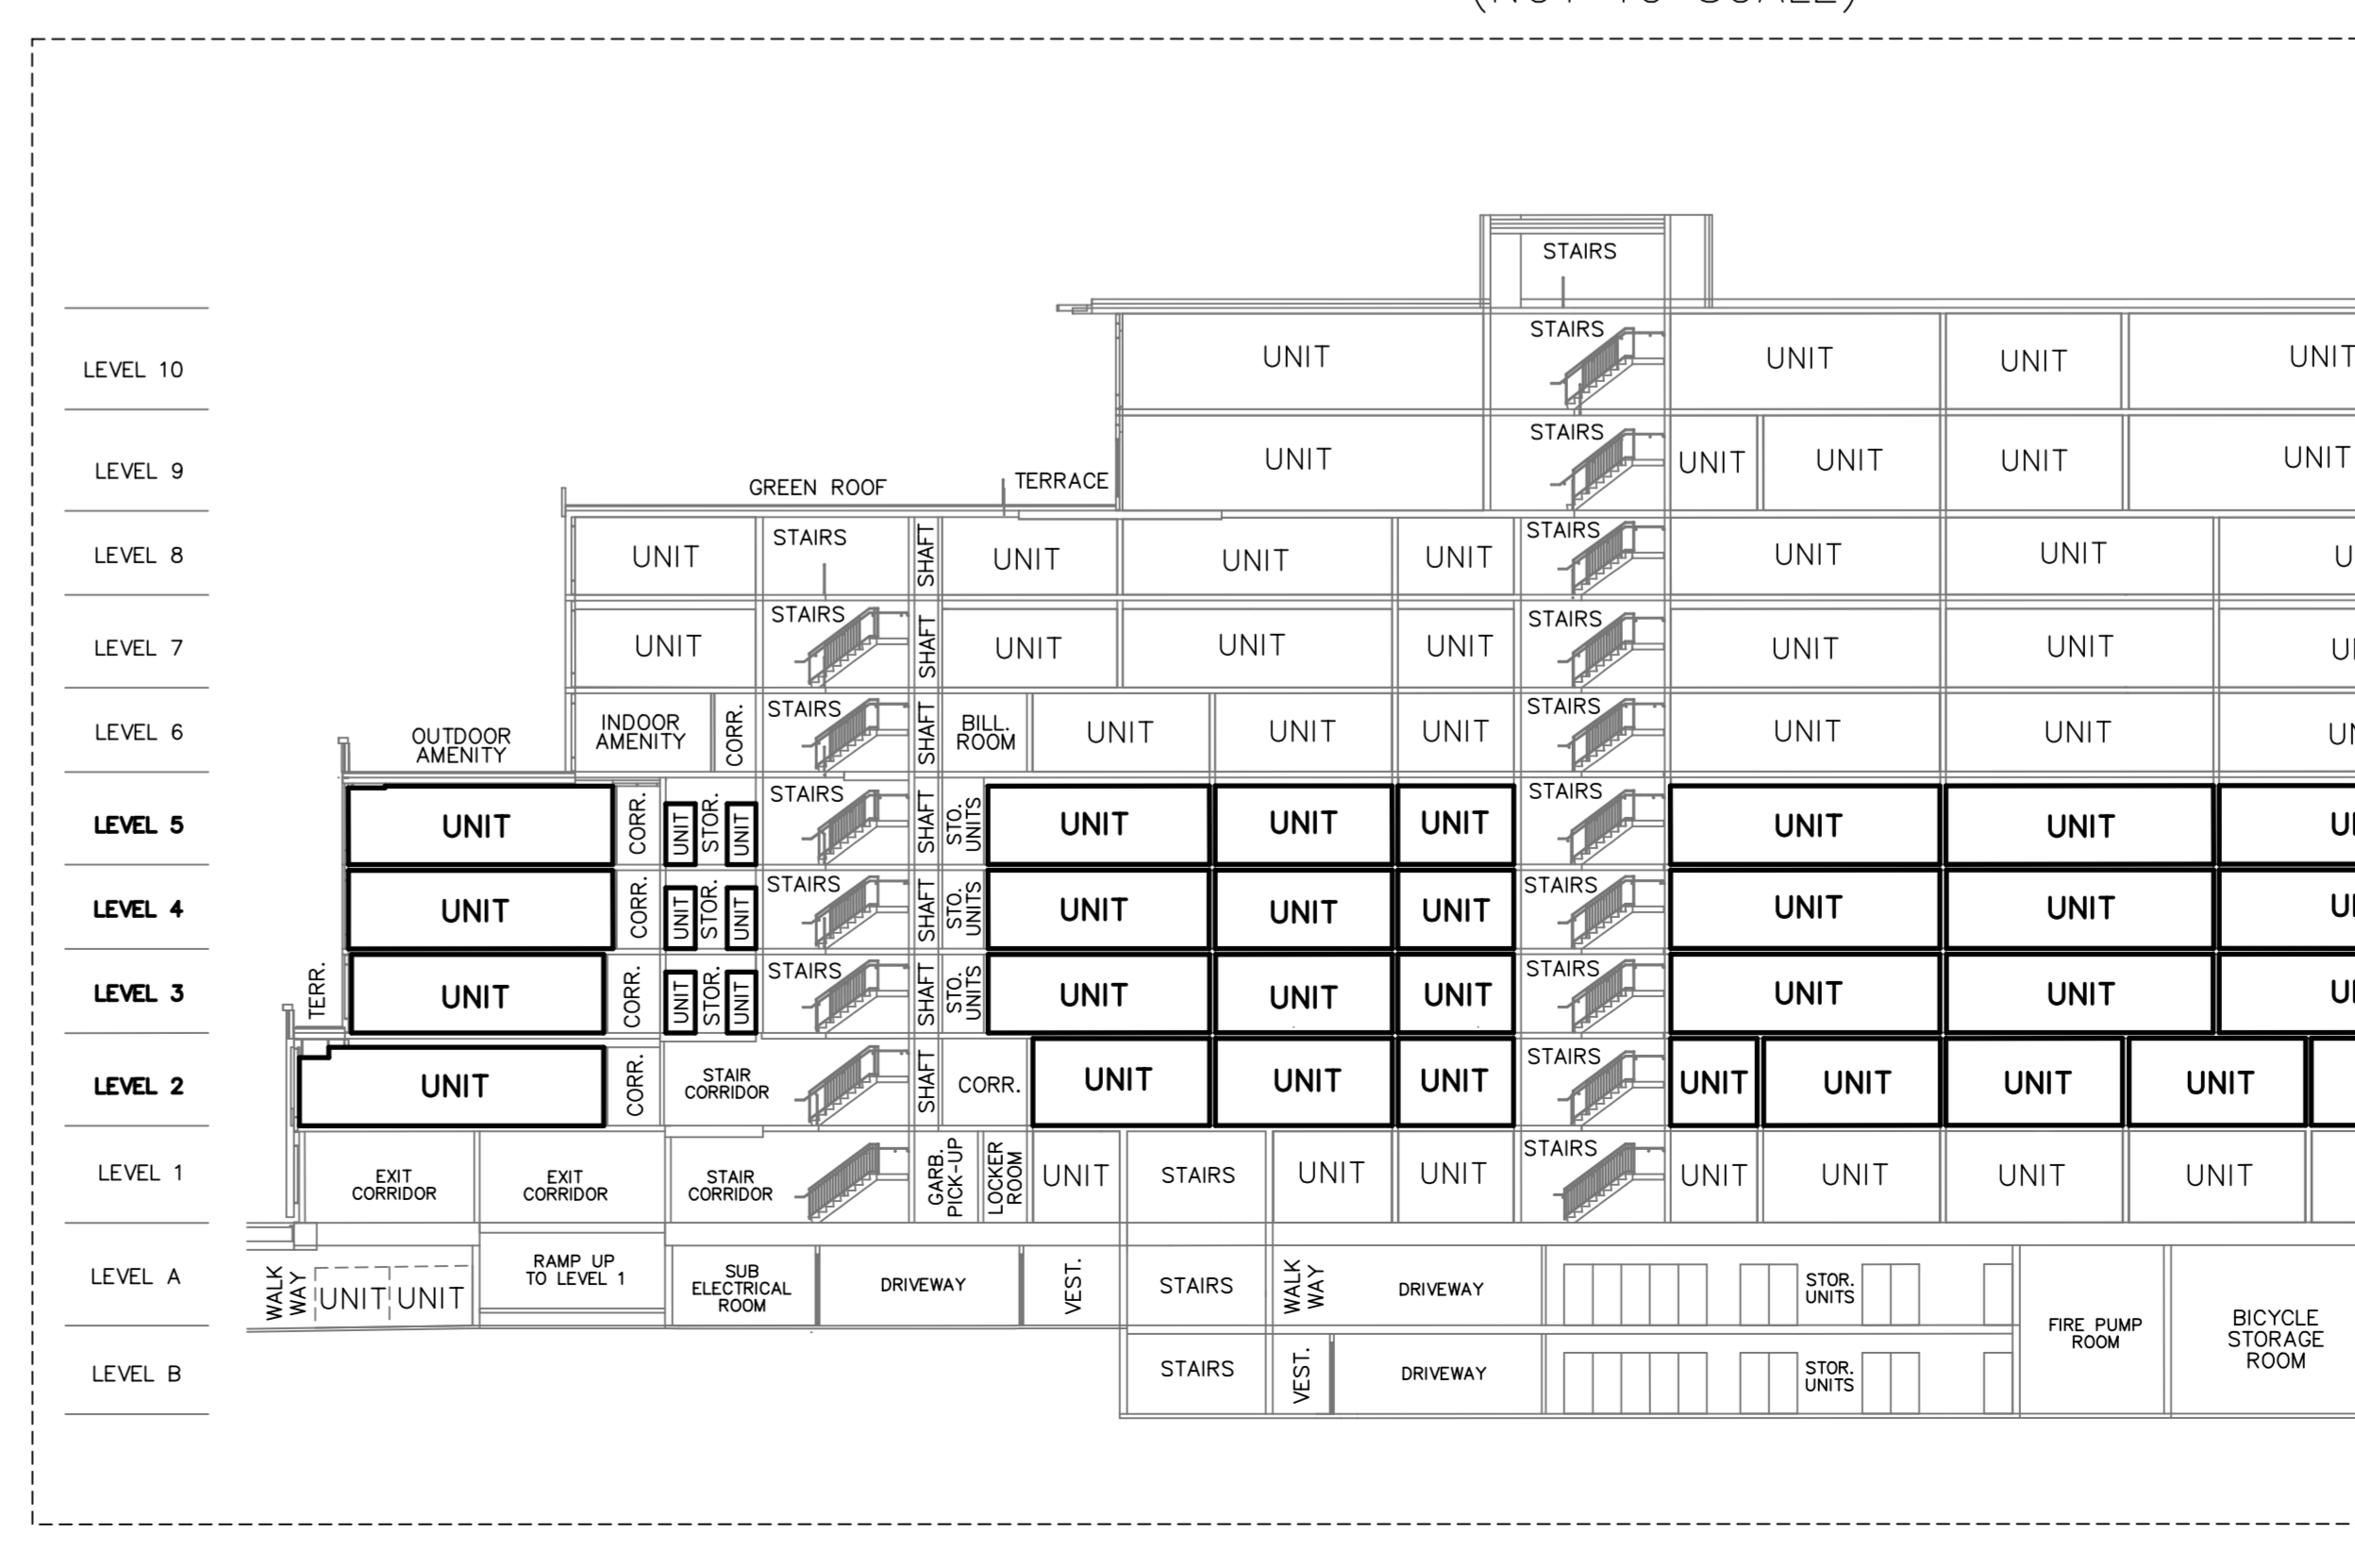 STAIRS
LEVEL 10
UNIT
STAIRS
UNIT
UNIT
UNIT
LEVEL 9
UNIT
STAIRS
UNIT
UNIT
UNIT
UNIT
GREEN ROOF
TERRACE
LEVEL 8
UNIT
STAIRS
SHAFT
UNIT
UNIT
UNIT
STAIRS
UNIT
UNIT
LEVEL 7
UNIT
STAIRS
SHAFT
UNIT
UNIT
UNIT
STAIRS
UNIT
UNIT
LEVEL 6
OUTDOOR
AMENITY
INDOOR
AMENITY
CORR.
STAIRS
SHAFT
BILL.
ROOM
UNIT
UNIT
UNIT
STAIRS
UNIT
UNIT
LEVEL 5
UNIT
CORR.
UNIT
STOR.
UNIT
STAIRS
SHAFT
STO.
UNITS
UNIT
UNIT
UNIT
STAIRS
UNIT
UNIT
LEVEL 4
UNIT
CORR.
UNIT
STOR.
UNIT
STAIRS
SHAFT
STO.
UNITS
UNIT
UNIT
UNIT
STAIRS
UNIT
UNIT
LEVEL 3
TERR.
UNIT
CORR.
UNIT
STOR.
UNIT
STAIRS
SHAFT
STO.
UNITS
UNIT
UNIT
UNIT
STAIRS
UNIT
UNIT
LEVEL 2
UNIT
CORR.
STAIR
CORRIDOR
SHAFT
CORR.
UNIT
UNIT
UNIT
STAIRS
UNIT
UNIT
UNIT
UNIT
LEVEL 1
EXIT
CORRIDOR
EXIT
CORRIDOR
STAIR
CORRIDOR
GARB.
PICK-UP
LOCKER
ROOM
UNIT
STAIRS
UNIT
UNIT
STAIRS
UNIT
UNIT
UNIT
UNIT
LEVEL A
WALK
WAY
UNIT
UNIT
RAMP UP
TO LEVEL 1
SUB
ELECTRICAL
ROOM
DRIVEWAY
VEST.
STAIRS
WALK
WAY
DRIVEWAY
STOR.
UNITS
FIRE PUMP
ROOM
BICYCLE
STORAGE
ROOM
LEVEL B
STAIRS
VEST.
DRIVEWAY
STOR.
UNITS